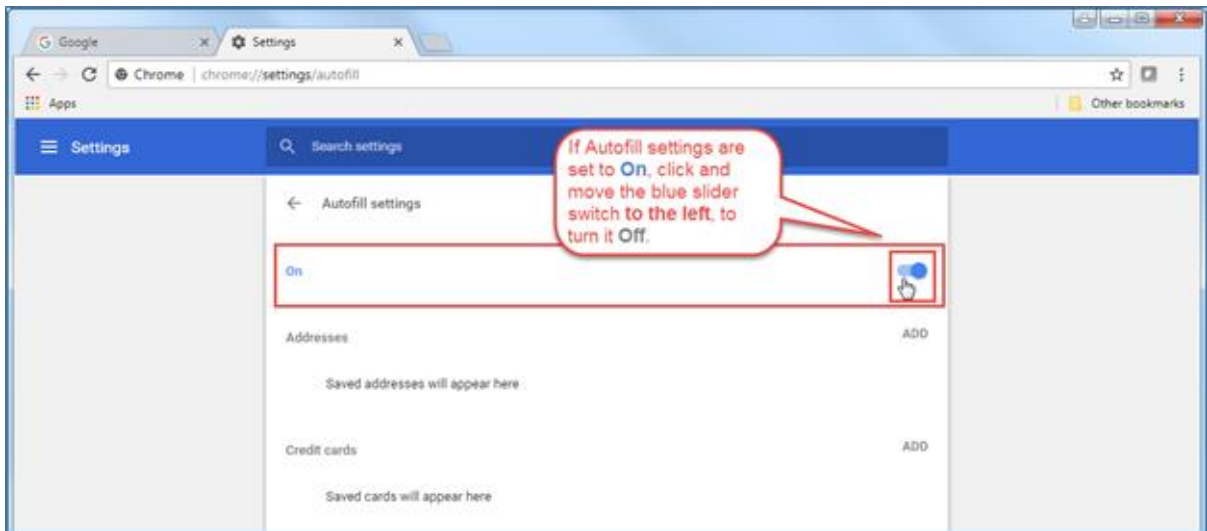 Google
Settings
Chrome | chrome://settings/autofill
Apps
Other bookmarks
Settings
Search settings
If Autofill settings are
set to On, click and
move the blue slider
switch to the left, to
turn it Off.
Autofill settings
On
Addresses
ADD
Saved addresses will appear here
Credit cards
ADD
Saved cards will appear here